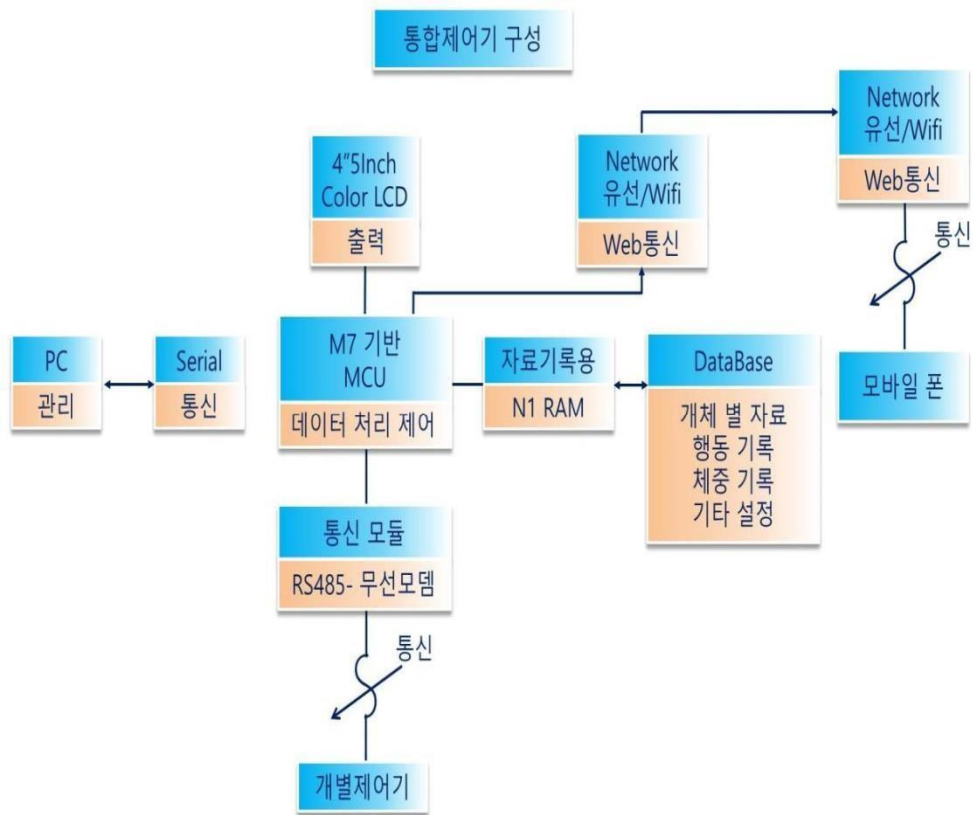 통합제어기 구성
Network
유선/Wifi
Web통신
통신
모바일 폰
Network
유선/Wifi
Web통신
4"5Inch
Color LCD
출력
PC
관리
Serial
통신
M7 기반
MCU
데이터 처리 제어
자료기록용
N1 RAM
DataBase
개체 별 자료
행동 기록
체중 기록
기타 설정
통신 모듈
RS485- 무선모뎀
통신
개별제어기